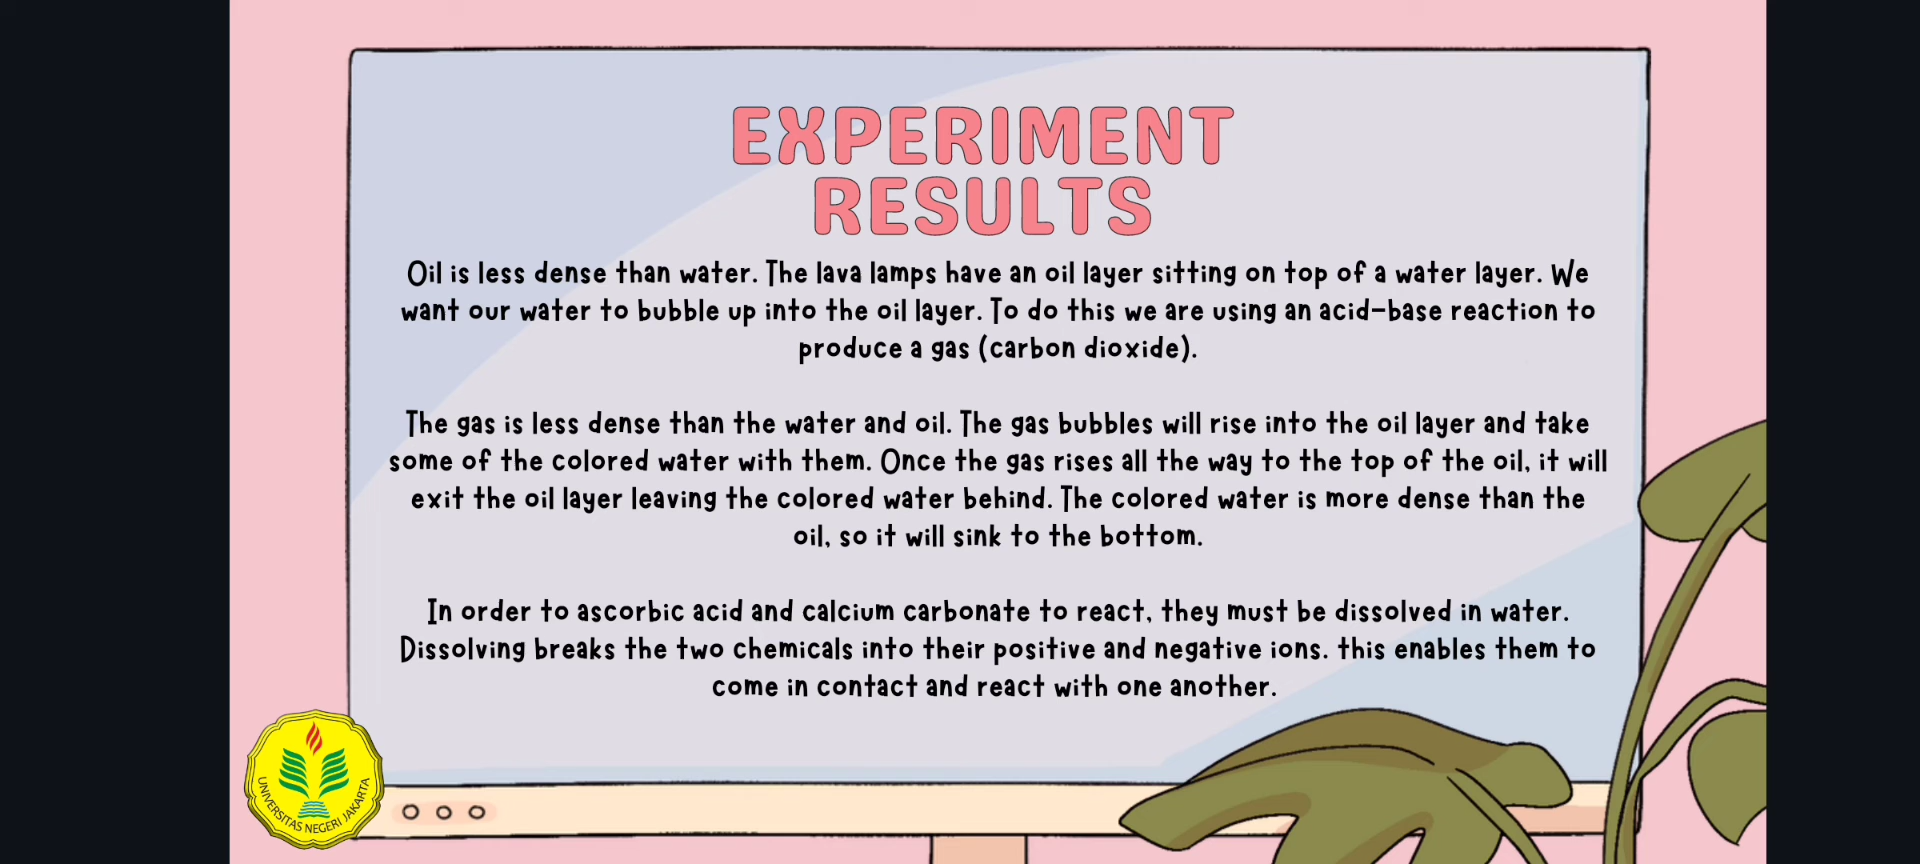 EXPERIMENT
RESULTS
Oil is less dense than water. The lava lamps have an oil layer sitting on top of a water layer. We
want our water to bubble up into the oil layer. To do this we are using an acid-base reaction to
produce a gas (carbon dioxide).
The gas is less dense than the water and oil. The gas bubbles will rise into the oil layer and take
some of the colored water with them. Once the gas rises all the way to the top of the oil, it will
exit the oil layer leaving the colored water behind. The colored water is more dense than the
oil, so it will sink to the bottom.
In order to ascorbic acid and calcium carbonate to react, they must be dissolved in water.
Dissolving breaks the two chemicals into their positive and negative ions. this enables them to
come in contact and react with one another.
UNIVERSITAS NEGERI JAKARTA